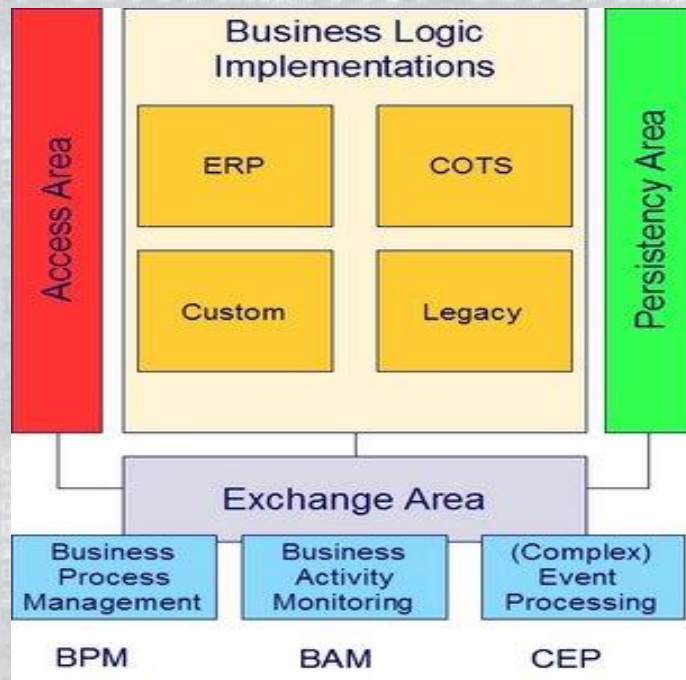 Access Area
Business Logic
Implementations
ERP
COTS
Custom
Legacy
Persistency Area
Exchange Area
Business
Process
Management
Business
Activity
Monitoring
(Complex)
Event
Processing
BPM
BAM
CEP